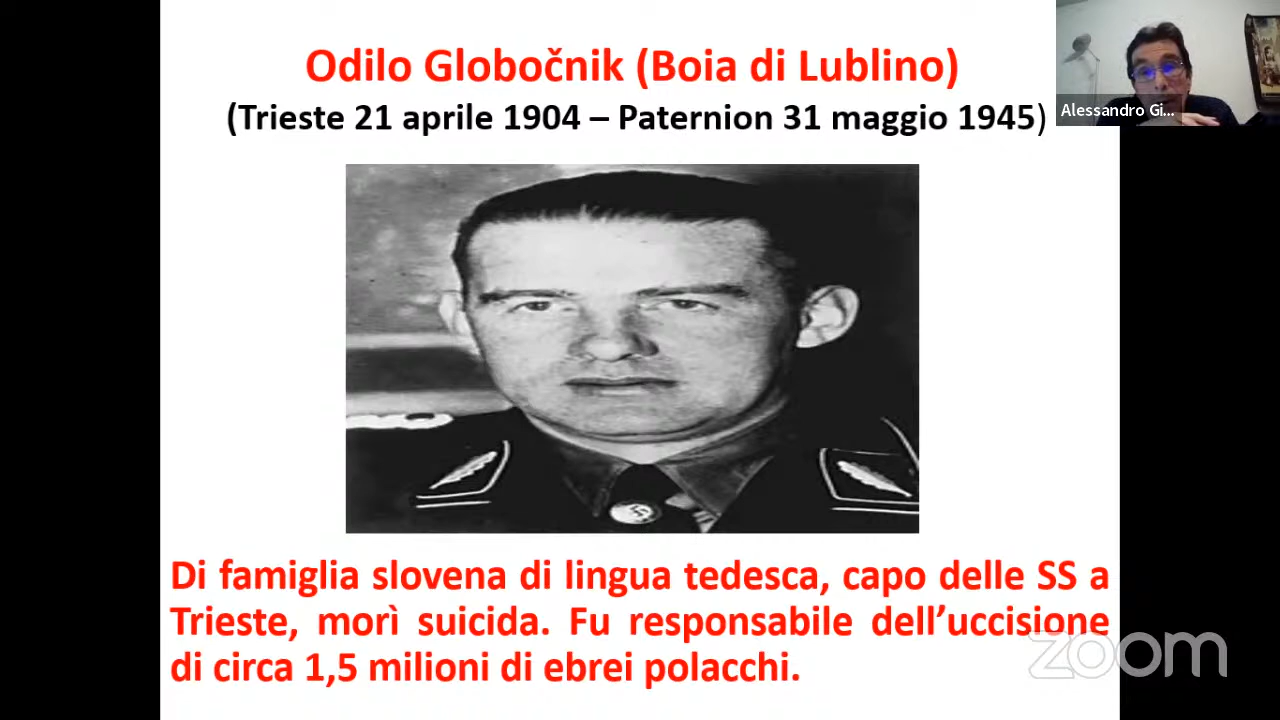 Odilo Globočnik (Boia di Lublino)
(Trieste 21 aprile 1904 – Paternion 31 maggio 1945)
Alessandro Gi...
Di famiglia slovena di lingua tedesca, capo delle SS a
Trieste, morì suicida. Fu responsabile dell’uccisione
di circa 1,5 milioni di ebrei polacchi.
zoom